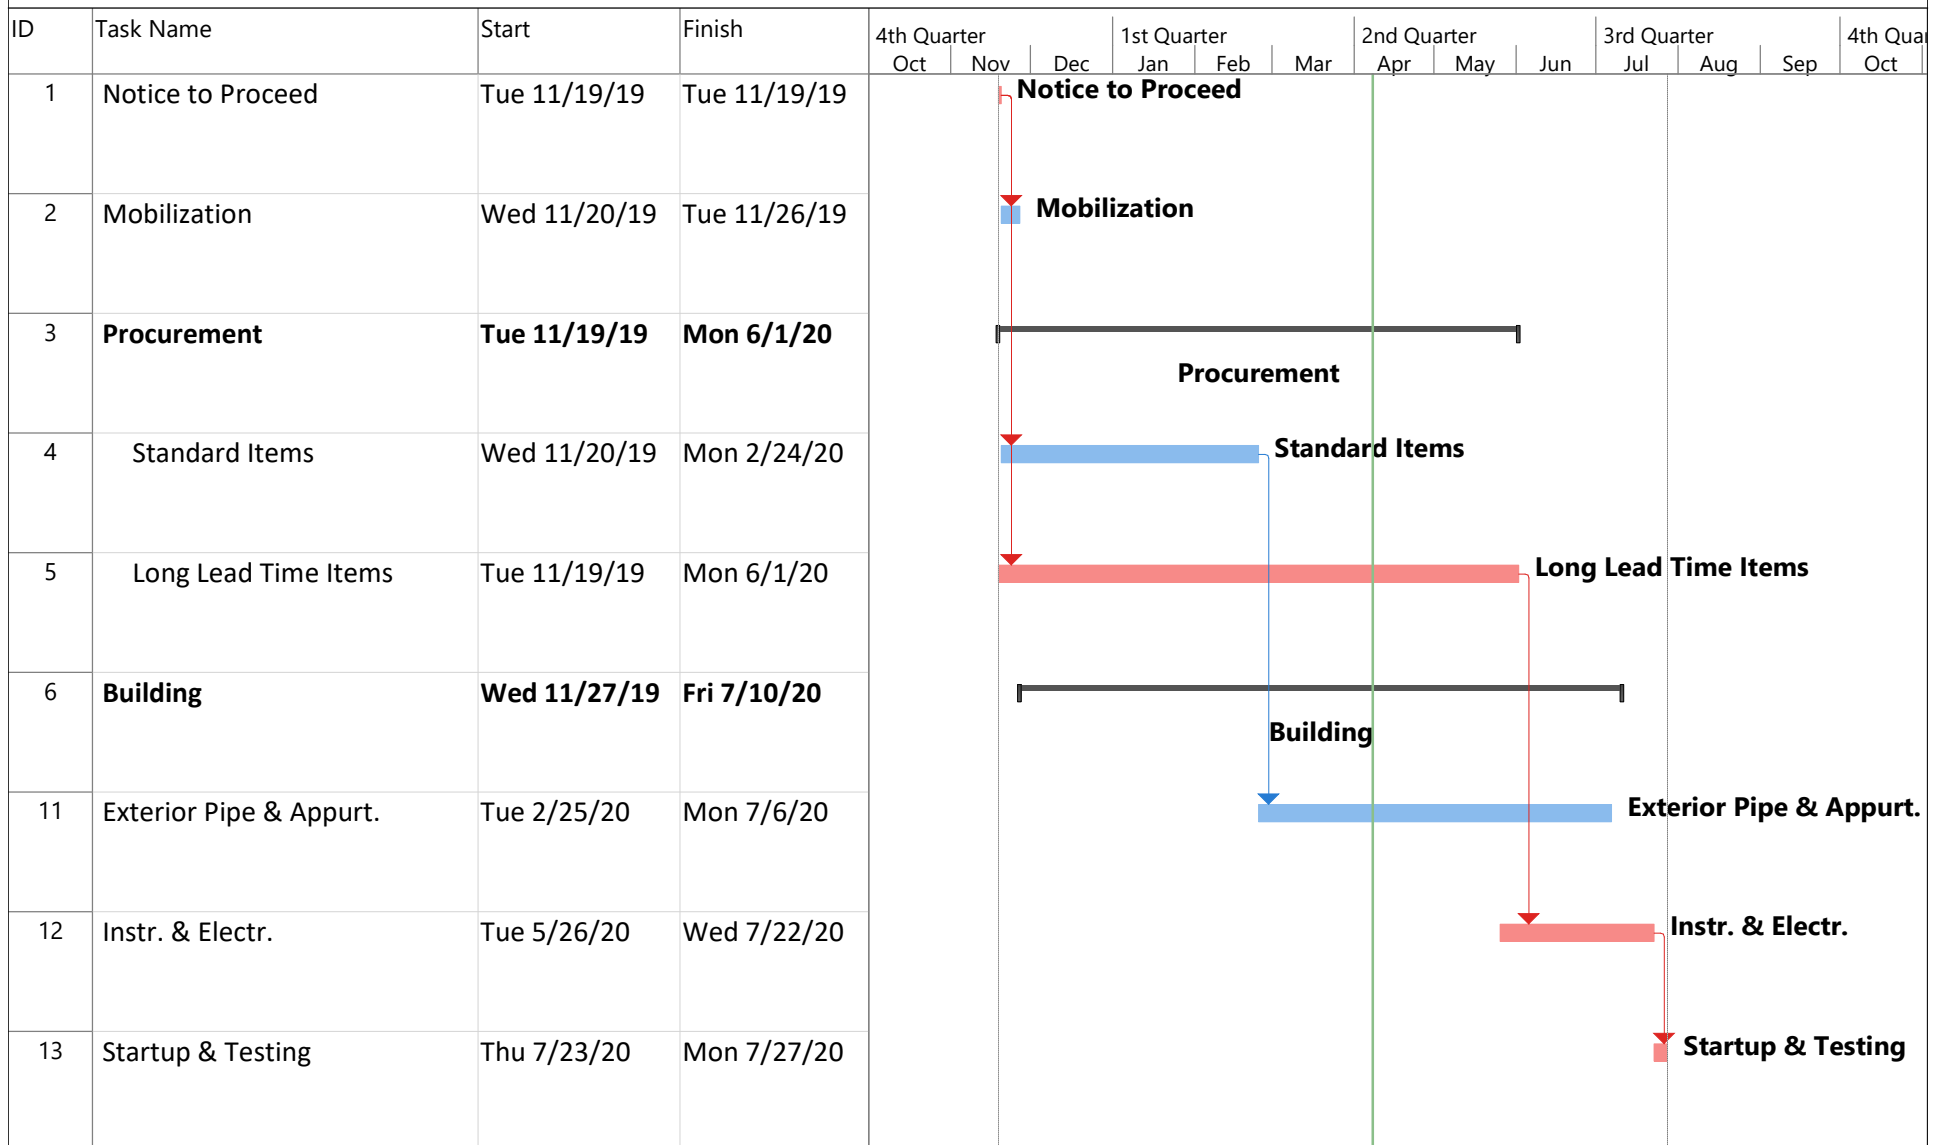 ID Task Name Start Finish 4th Quarter 1st Quarter 2nd Quarter 3rd Quarter 4th Qua
Oct Nov Dec Jan Feb Mar Apr May Jun Jul Aug Sep Oct
1 Notice to Proceed Tue 11/19/19 Tue 11/19/19 Notice to Proceed
2 Mobilization Wed 11/20/19 Tue 11/26/19 Mobilization
3 Procurement Tue 11/19/19 Mon 6/1/20
Procurement
4 Standard Items Wed 11/20/19 Mon 2/24/20 Standard Items
5 Long Lead Time Items Tue 11/19/19 Mon 6/1/20 Long Lead Time Items
6 Building Wed 11/27/19 Fri 7/10/20
Building
11 Exterior Pipe & Appurt. Tue 2/25/20 Mon 7/6/20 Exterior Pipe & Appurt.
12 Instr. & Electr. Tue 5/26/20 Wed 7/22/20 Instr. & Electr.
13 Startup & Testing Thu 7/23/20 Mon 7/27/20 Startup & Testing